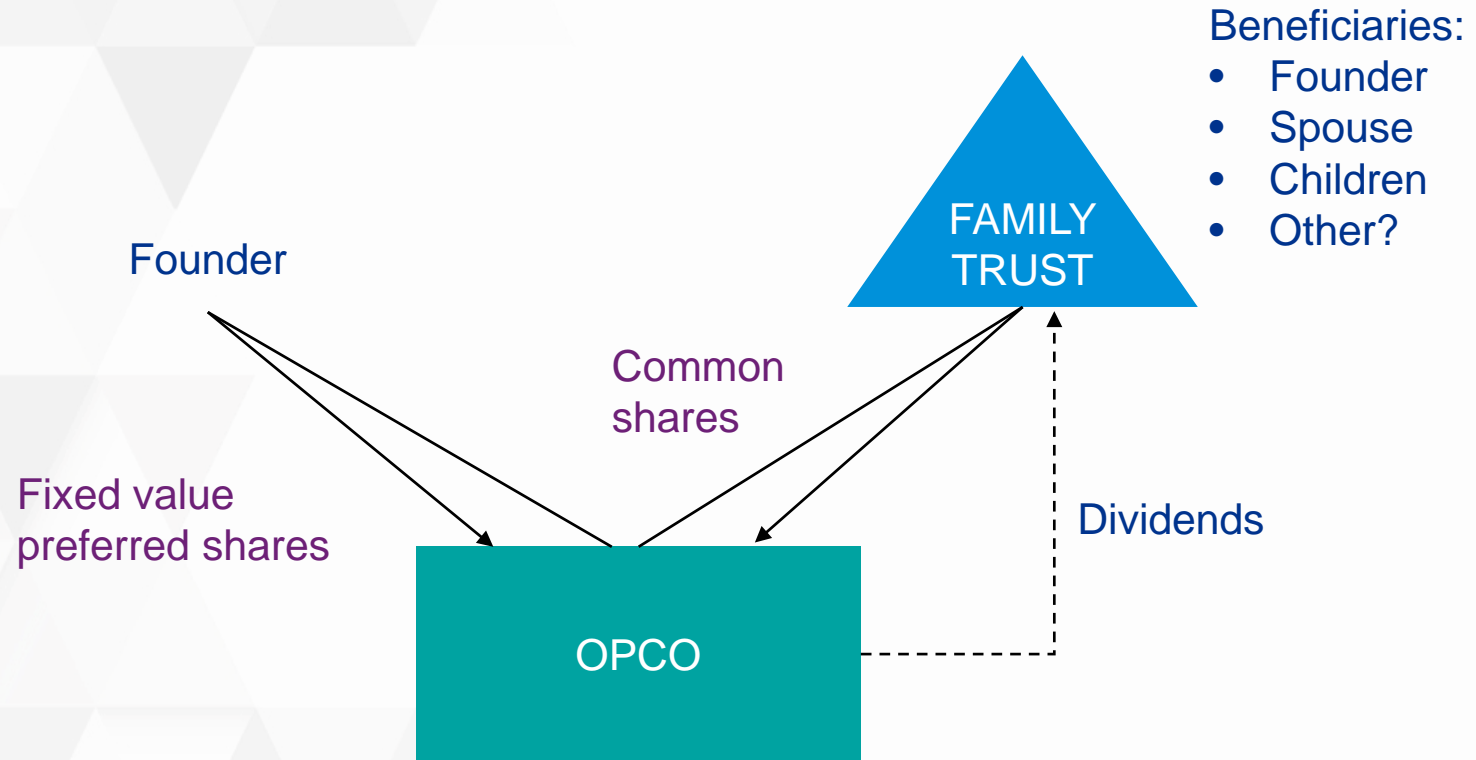 Beneficiaries:
• Founder
• Spouse
• Children
• Other?
FAMILY
TRUST
Founder
Common
shares
Fixed value
preferred shares
Dividends
OPCO